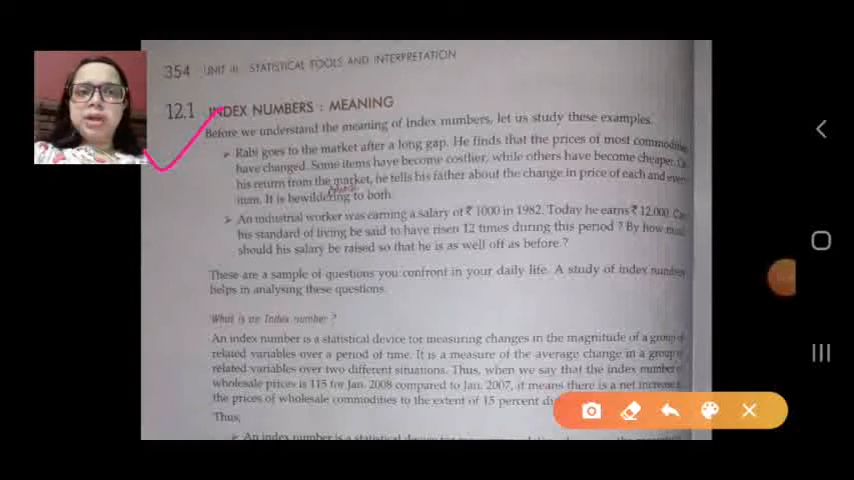 354 UNIT III STATISTICAL TOOLS AND INTERPRETATION
12.1 INDEX NUMBERS : MEANING
Before we understand the meaning of index numbers, let us study these examples.
➢ Rabi goes to the market after a long gap. He finds that the prices of most
have changed. Some items have become costlier, while others have become cheaper.
his return from the market, he tells his father about the change in price of each and
item. It is bewildering to both.
➢ An industrial worker was earning a salary of ₹ 1000 in 1982. Today he earns ₹ 12,000.
his standard of living be said to have risen 12 times during this period ? By how
should his salary be raised so that he is as well off as before ?
These are a sample of questions you confront in your daily life. A study of index number
helps in analysing these questions.
What is an Index number ?
An index number is a statistical device for measuring changes in the magnitude of a group of
related variables over a period of time. It is a measure of the average change in a group of
related variables over two different situations. Thus, when we say that the index number
wholesale prices is 115 for Jan. 2008 compared to Jan. 2007, it means there is a net increase
the prices of wholesale commodities to the extent of 15 percent
Thus,
➢ An index number is a statistical